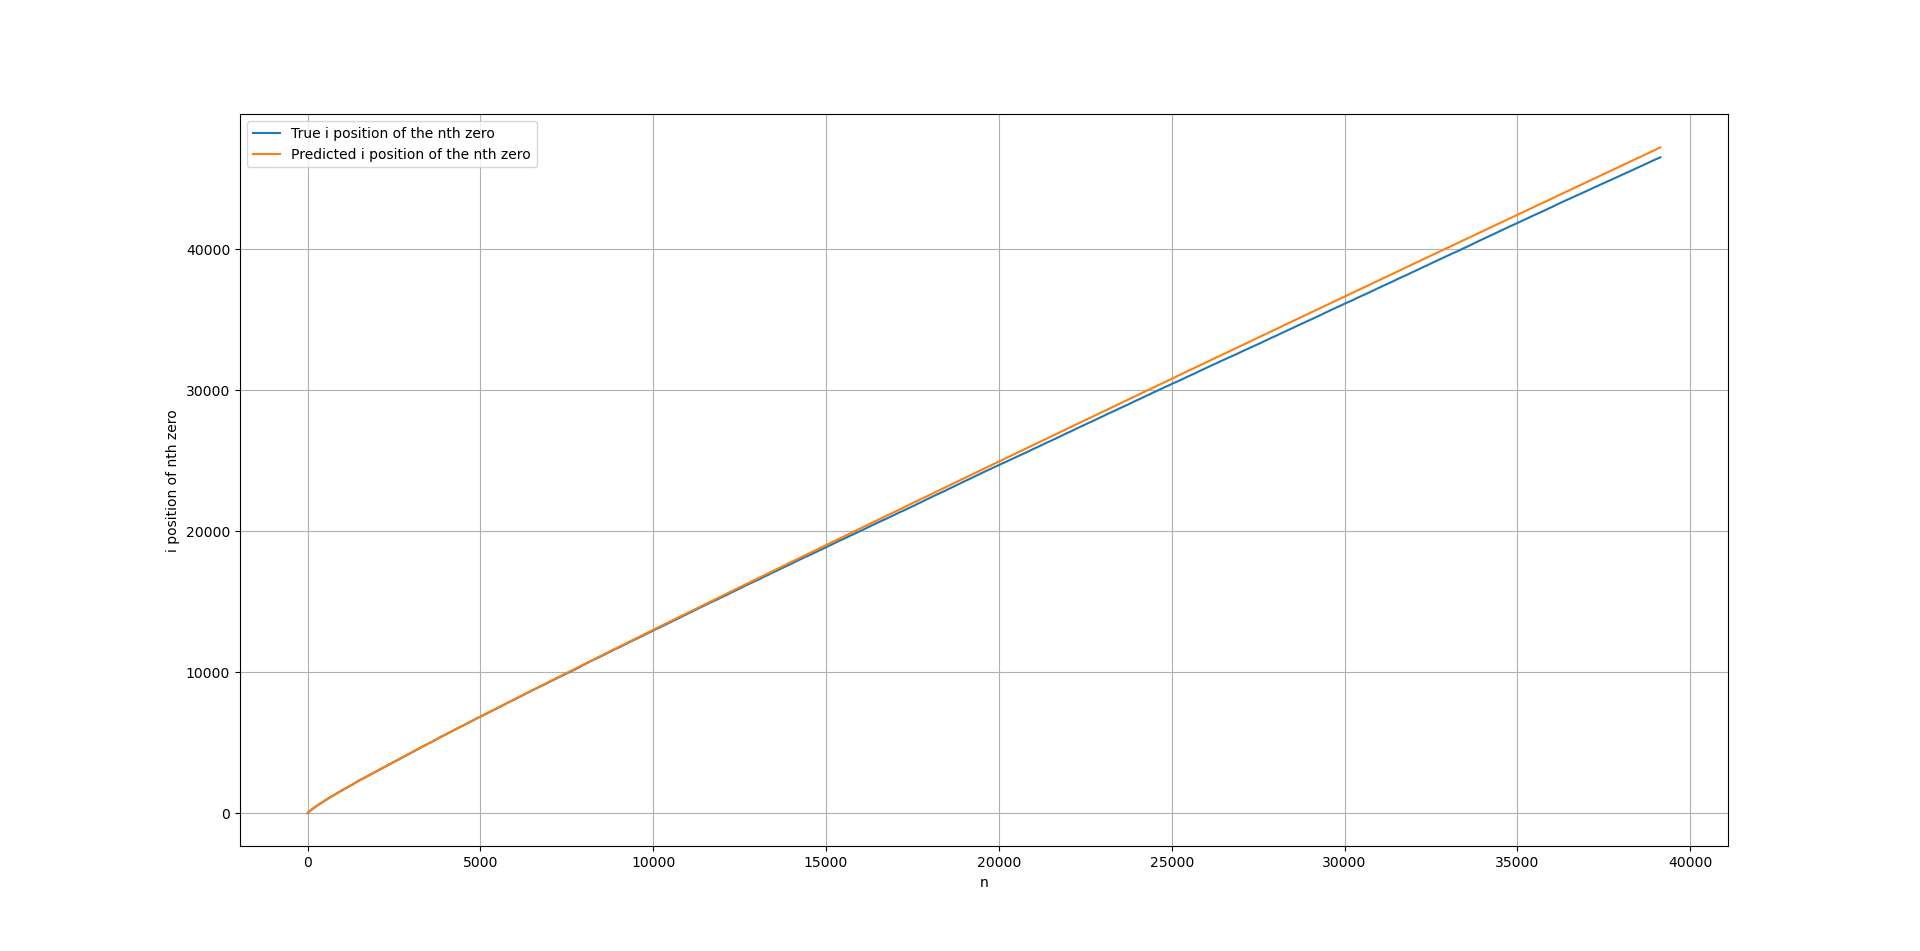 True i position of the nth zero
Predicted i position of the nth zero
40000
30000
20000
10000
0
i position of nth zero
0 5000 10000 15000 20000 25000 30000 35000 40000
n